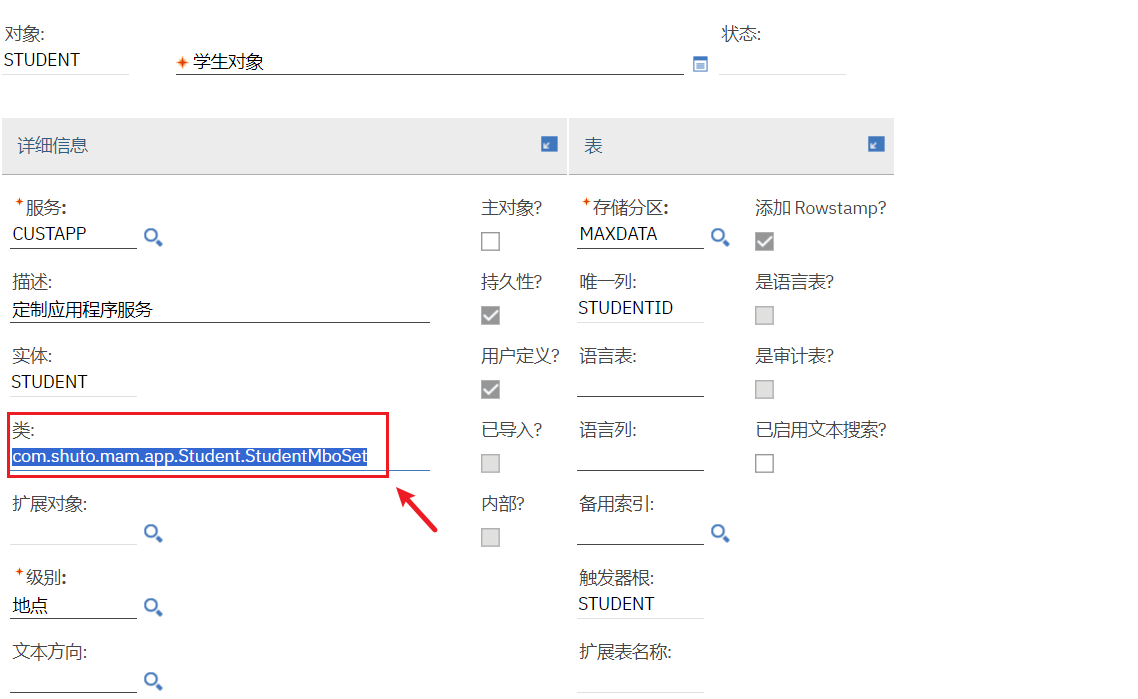 对象:
STUDENT
学生对象
状态:
详细信息
表
服务:
CUSTAPP
主对象?
存储分区:
MAXDATA
添加 Rowstamp?
描述:
定制应用程序服务
持久性?
唯一列:
STUDENTID
是语言表?
实体:
STUDENT
用户定义?
语言表:
是审计表?
类:
com.shuto.mam.app.Student.StudentMboSet
已导入?
语言列:
已启用文本搜索?
扩展对象:
内部?
备用索引:
级别:
地点
触发器根:
STUDENT
文本方向:
扩展表名称: